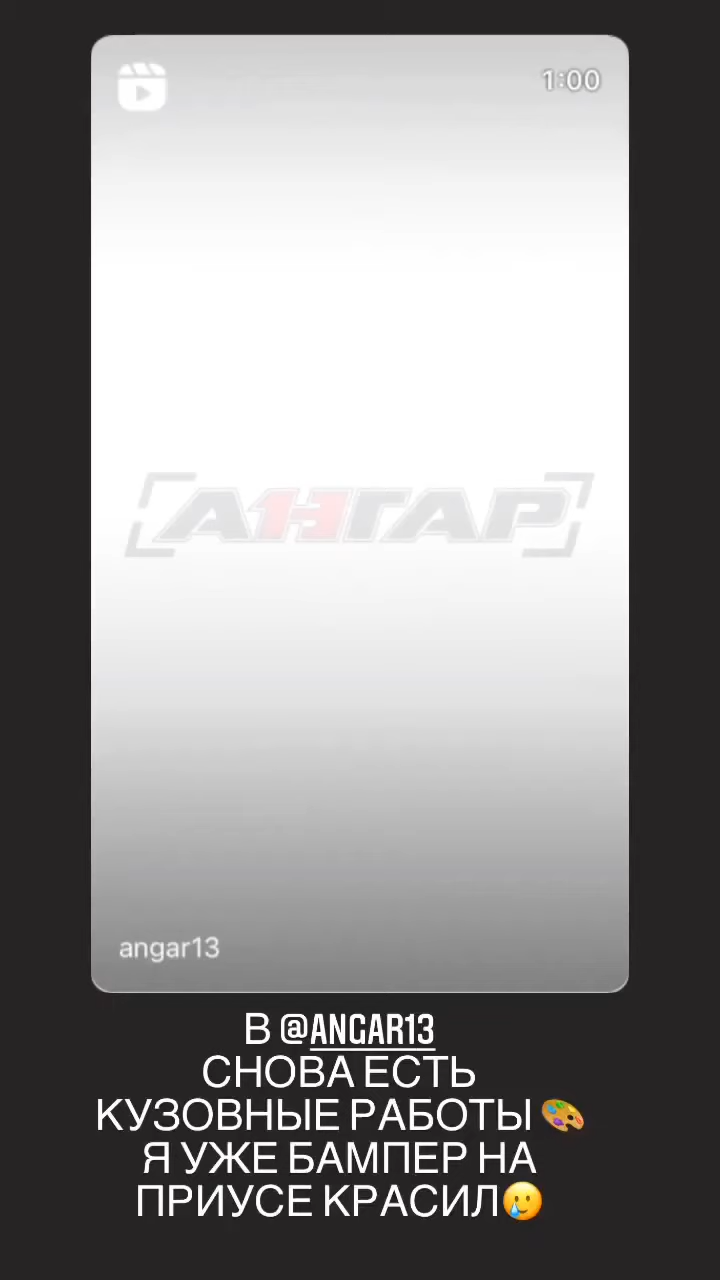 1:00
АНГАР
angar13
В @ANGAR13
СНОВА ЕСТЬ
КУЗОВНЫЕ РАБОТЫ 🎨
Я УЖЕ БАМПЕР НА
ПРИУСЕ КРАСИЛ🥲